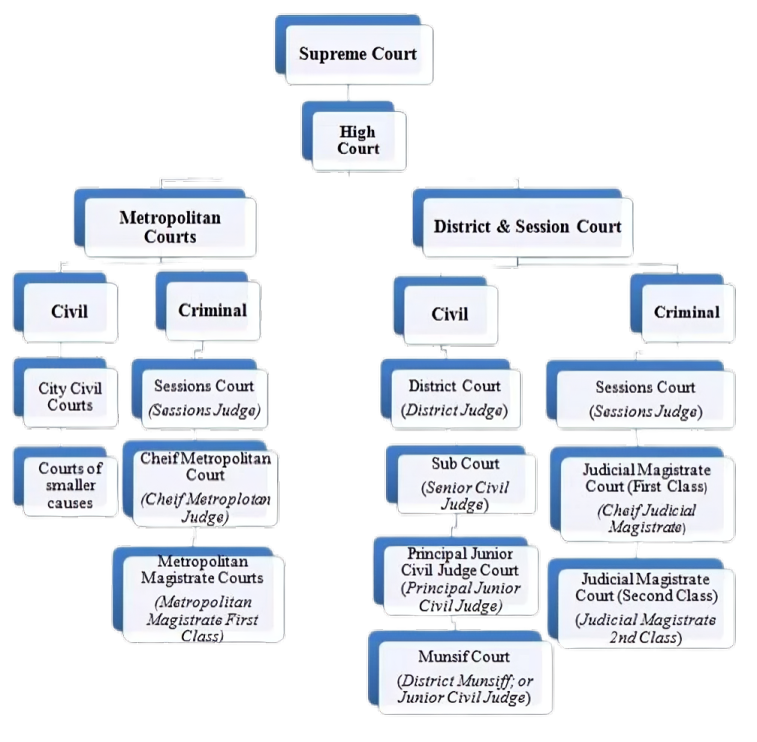 Supreme Court
High
Court
Metropolitan
Courts
District & Session Court
Civil
Criminal
Civil
Criminal
City Civil
Courts
Sessions Court
(Sessions Judge)
District Court
(District Judge)
Sessions Court
(Sessions Judge)
Courts of
smaller
causes
Cheif Metropolitan
Court
(Cheif Metroplotan
Judge)
Sub Court
(Senior Civil
Judge)
Judicial Magistrate
Court (First Class)
(Cheif Judicial
Magistrate)
Metropolitan
Magistrate Courts
(Metropolitan
Magistrate First
Class)
Principal Junior
Civil Judge Court
(Principal Junior
Civil Judge)
Judicial Magistrate
Court (Second Class)
(Judicial Magistrate
2nd Class)
Munsif Court
(District Munsiff; or
Junior Civil Judge)